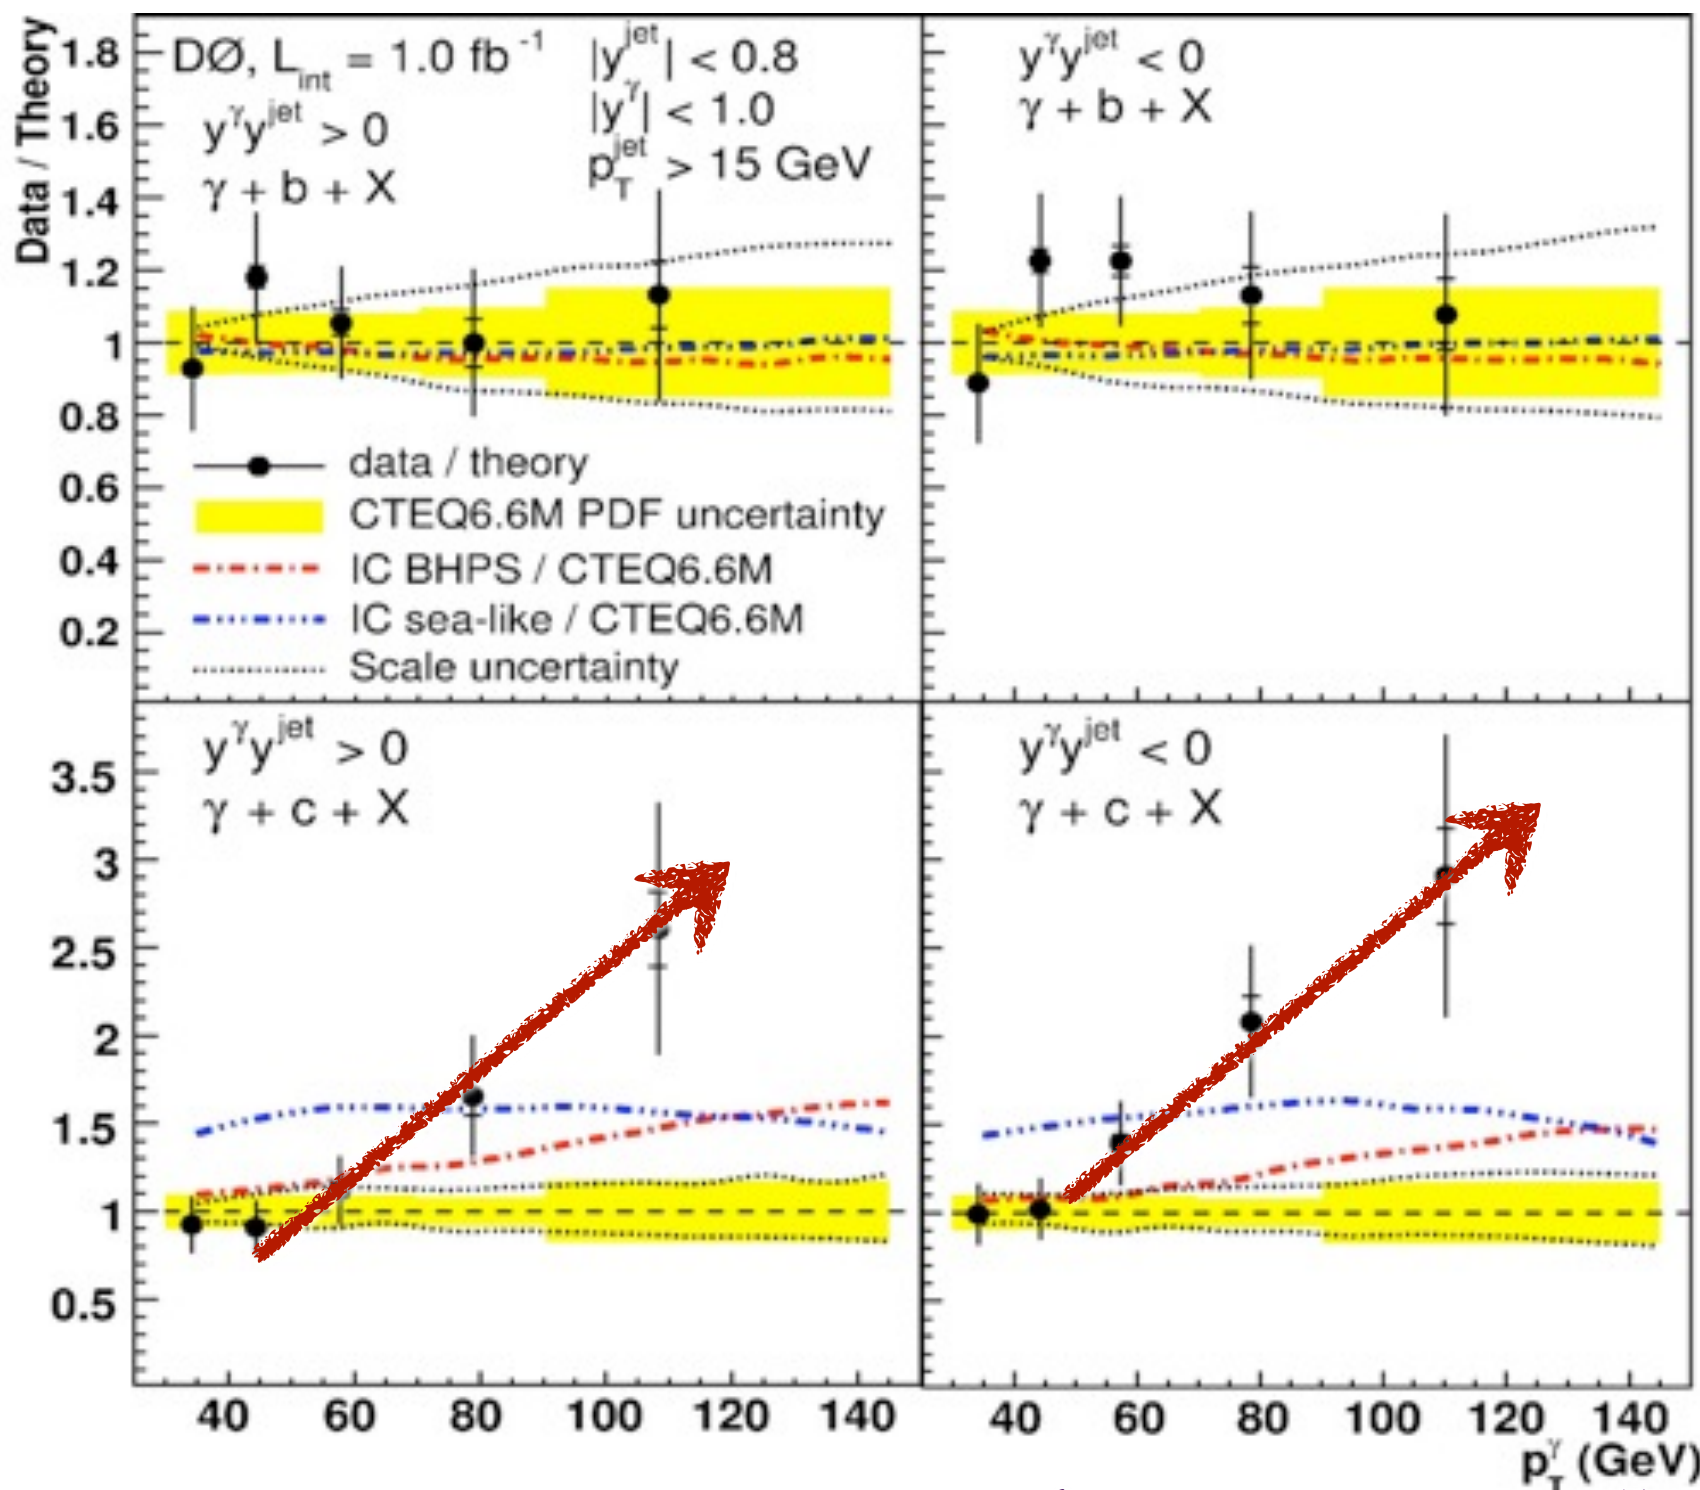 Data / Theory
1.8
1.6
1.4
1.2
1
0.8
0.6
0.4
0.2
DØ, L_int = 1.0 fb^-1
y^γ y^jet > 0
γ + b + X
|y^jet| < 0.8
|y^γ| < 1.0
p_T^jet > 15 GeV
data / theory
CTEQ6.6M PDF uncertainty
IC BHPS / CTEQ6.6M
IC sea-like / CTEQ6.6M
Scale uncertainty
y^γ y^jet < 0
γ + b + X
3.5
3
2.5
2
1.5
1
0.5
y^γ y^jet > 0
γ + c + X
y^γ y^jet < 0
γ + c + X
40 60 80 100 120 140
40 60 80 100 120 140
p_T^γ (GeV)